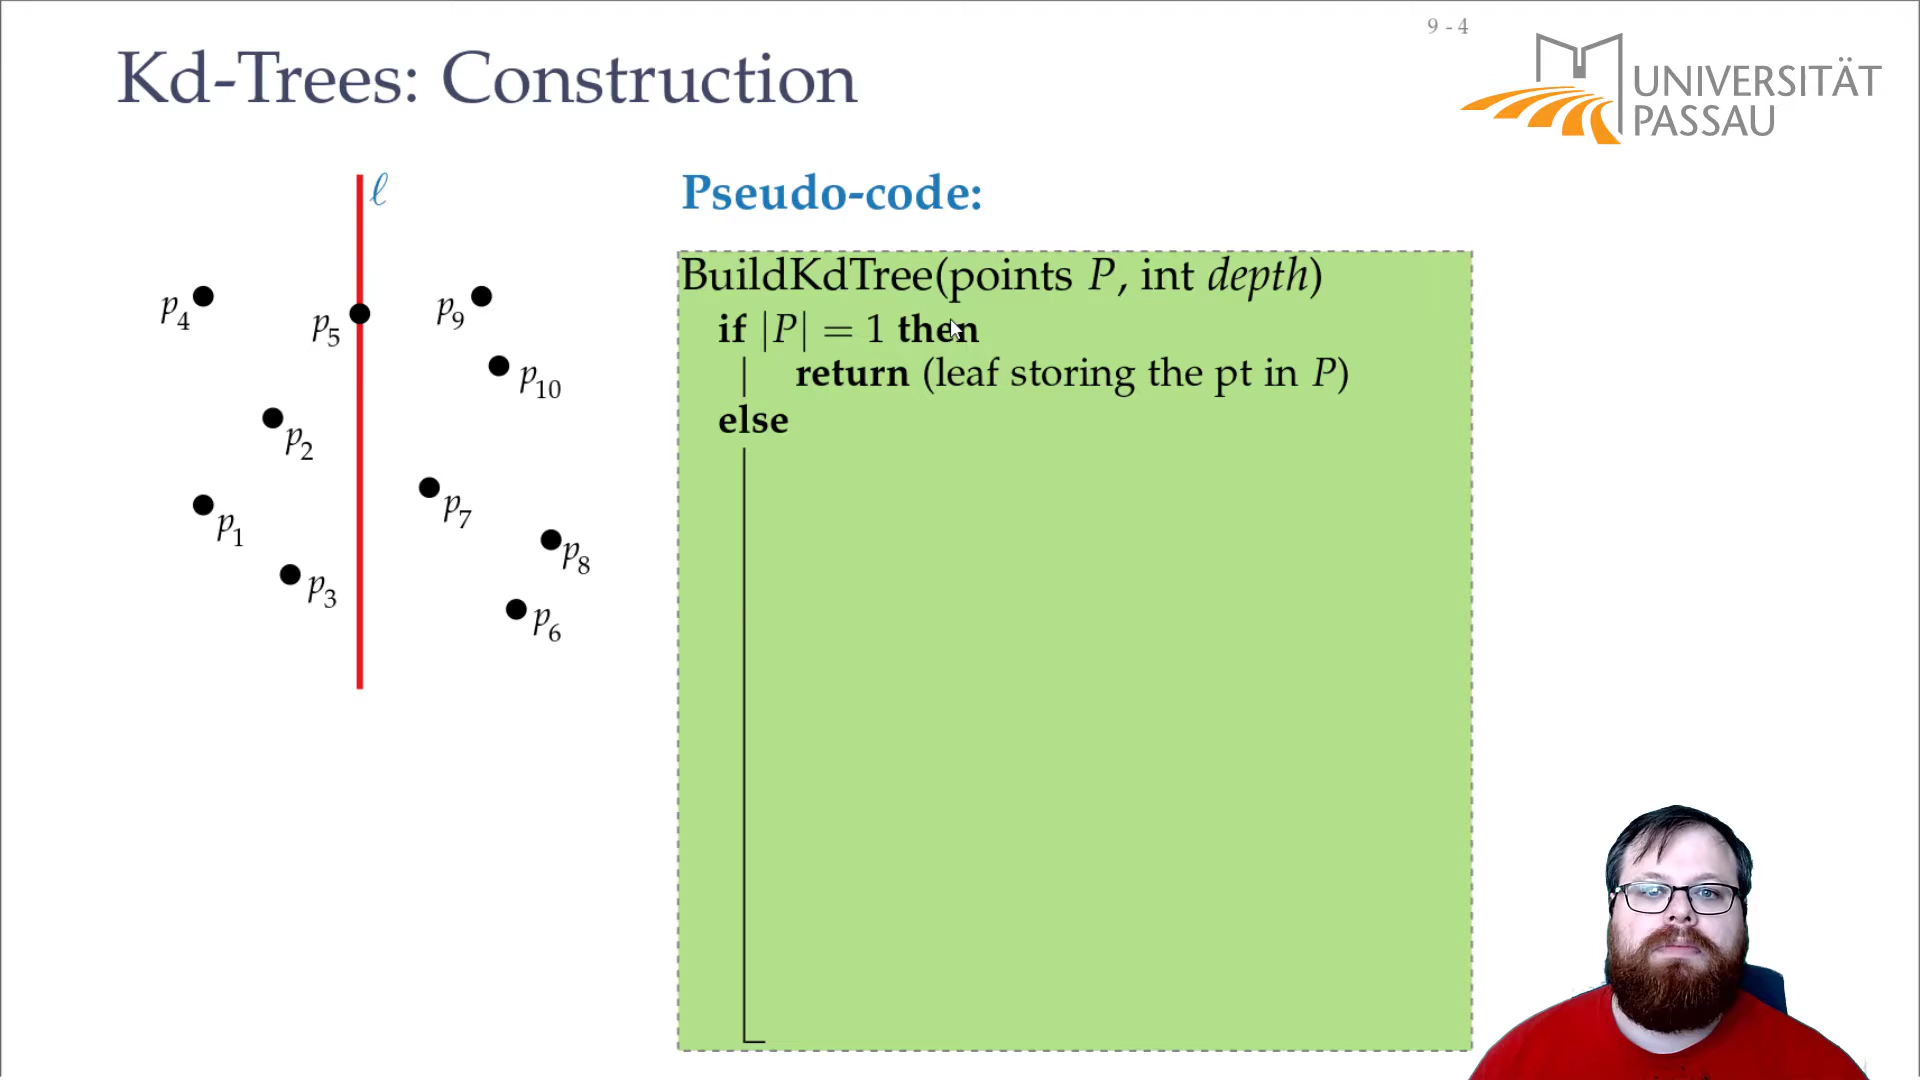 9 - 4
Kd-Trees: Construction
UNIVERSITÄT
PASSAU
ℓ
Pseudo-code:
BuildKdTree(points P, int depth)
if |P| = 1 then
return (leaf storing the pt in P)
else
p4
p5
p9
p10
p2
p7
p1
p8
p3
p6